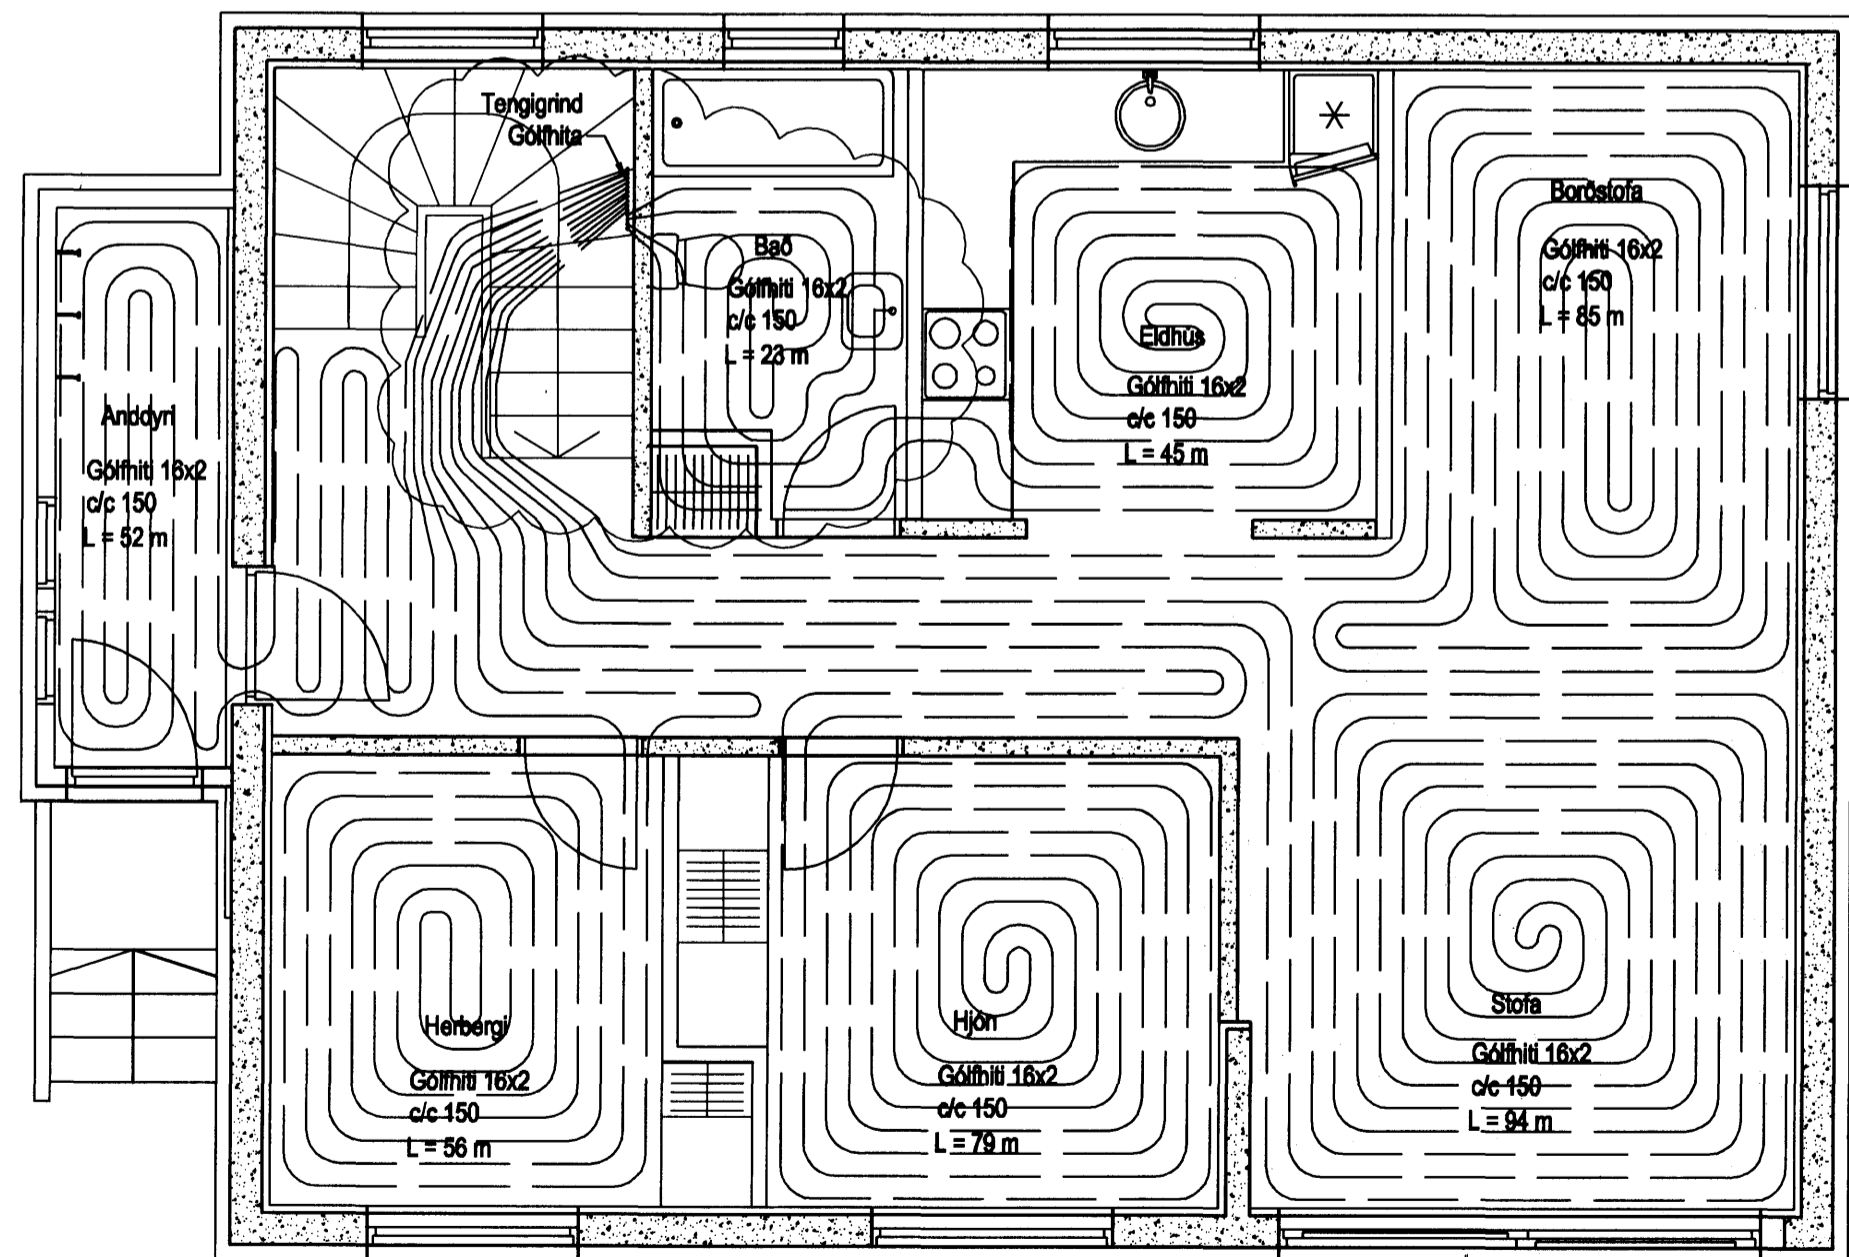 Tengigrind
Gólfhita
Bað
Gólfhiti 16x2
c/c 150
L = 23 m
Eldhús
Gólfhiti 16x2
c/c 150
L = 45 m
Borðstofa
Gólfhiti 16x2
c/c 150
L = 85 m
Anddyri
Gólfhiti 16x2
c/c 150
L = 52 m
Herbergi
Gólfhiti 16x2
c/c 150
L = 56 m
Hjón
Gólfhiti 16x2
c/c 150
L = 79 m
Stofa
Gólfhiti 16x2
c/c 150
L = 94 m